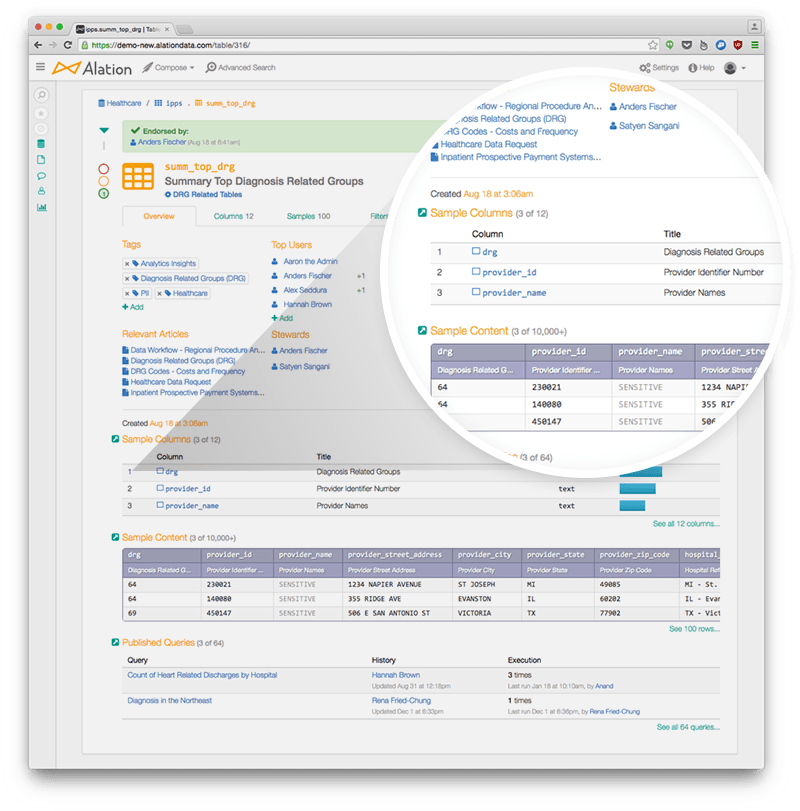 ipps.summ_top_drg | Table
https://demo-new.alationdata.com/table/316/
Alation
Compose
Advanced Search
Settings
Help
Healthcare / ipps . summ_top_drg
Endorsed by:
Anders Fischer (Aug 18 at 6:41am)
summ_top_drg
Summary Top Diagnosis Related Groups
DRG Related Tables
1
Overview
Columns 12
Samples 100
Filters
Tags
× Analytics Insights
× Diagnosis Related Groups (DRG)
× PII × Healthcare
+ Add
Top Users
Aaron the Admin
Anders Fischer +1
Alex Seddura +1
Hannah Brown
+ Add
Relevant Articles
Data Workflow - Regional Procedure An...
Diagnosis Related Groups (DRG)
DRG Codes - Costs and Frequency
Healthcare Data Request
Inpatient Prospective Payment Systems...
Stewards
Anders Fischer
Satyen Sangani
Created Aug 18 at 3:06am
Sample Columns (3 of 12)
Column Title
1 drg Diagnosis Related Groups
2 provider_id Provider Identifier Number text
3 provider_name Provider Names text
See all 12 columns...
Sample Content (3 of 10,000+)
drg provider_id provider_name provider_street_address provider_city provider_state provider_zip_code hospital_
Diagnosis Related G... Provider Identifier ... Provider Names Provider Street Address Provider City Provider State Provider Zip Code Hospital Ref
64 230021 SENSITIVE 1234 NAPIER AVENUE ST JOSEPH MI 49085 MI - St.
64 140080 SENSITIVE 355 RIDGE AVE EVANSTON IL 60202 IL - Evan
69 450147 SENSITIVE 506 E SAN ANTONIO ST VICTORIA TX 77902 TX - Vict
See 100 rows...
Published Queries (3 of 64)
Query History Execution
Count of Heart Related Discharges by Hospital Hannah Brown 3 times
Updated Aug 31 at 12:18pm Last run Jan 18 at 10:10am, by Anand
Diagnosis in the Northeast Rena Fried-Chung 1 times
Updated Dec 1 at 6:33pm Last run Dec 1 at 6:36pm, by Rena Fried-Chung
See all 64 queries...
Stewards
Anders Fischer
Satyen Sangani
Workflow - Regional Procedure An...
Diagnosis Related Groups (DRG)
DRG Codes - Costs and Frequency
Healthcare Data Request
Inpatient Prospective Payment Systems...
Created Aug 18 at 3:06am
Sample Columns (3 of 12)
Column Title
1 drg Diagnosis Related Groups
2 provider_id Provider Identifier Number
3 provider_name Provider Names
Sample Content (3 of 10,000+)
drg provider_id provider_name provider_stree
Diagnosis Related G... Provider Identifier ... Provider Names Provider Street A
64 230021 SENSITIVE 1234 NAPIE
64 140080 SENSITIVE 355 RID
450147 SENSITIVE 506
(3 of 64)